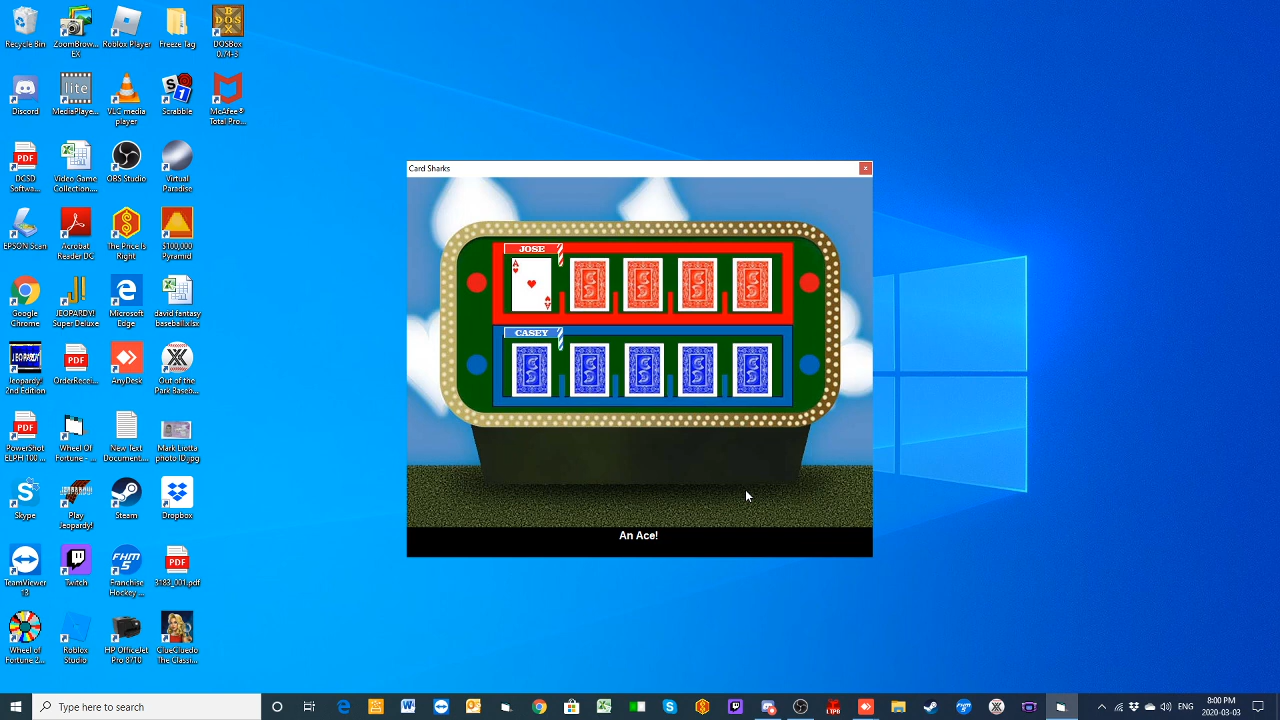 Recycle Bin
ZoomBrow...
EX
Roblox Player
Freeze Tag
DOSBox
0.74-3
Discord
MediaPlaye...
VLC media
player
Scrabble
McAfee®
Total Pro...
DCSD
Softwa...
Video Game
Collection....
OBS Studio
Virtual
Paradise
EPSON Scan
Acrobat
Reader DC
The Price Is
Right
$100,000
Pyramid
Google
Chrome
JEOPARDY!
Super Deluxe
Microsoft
Edge
david fantasy
baseball.xlsx
Jeopardy!
2nd Edition
OrderRecei...
AnyDesk
Out of the
Park Baseb...
PowerShot
ELPH 100 ...
Wheel Of
Fortune - ...
New Text
Document...
Mark Liotta
photo ID.jpg
Skype
Play
Jeopardy!
Steam
Dropbox
TeamViewer
13
Twitch
Franchise
Hockey ...
3183_001.pdf
Wheel of
Fortune 2...
Roblox
Studio
HP OfficeJet
Pro 8710
ClueCluedo
The Classi...
Card Sharks
JOSE
A
A
CASEY
An Ace!
Type here to search
ENG
8:00 PM
2020-03-03